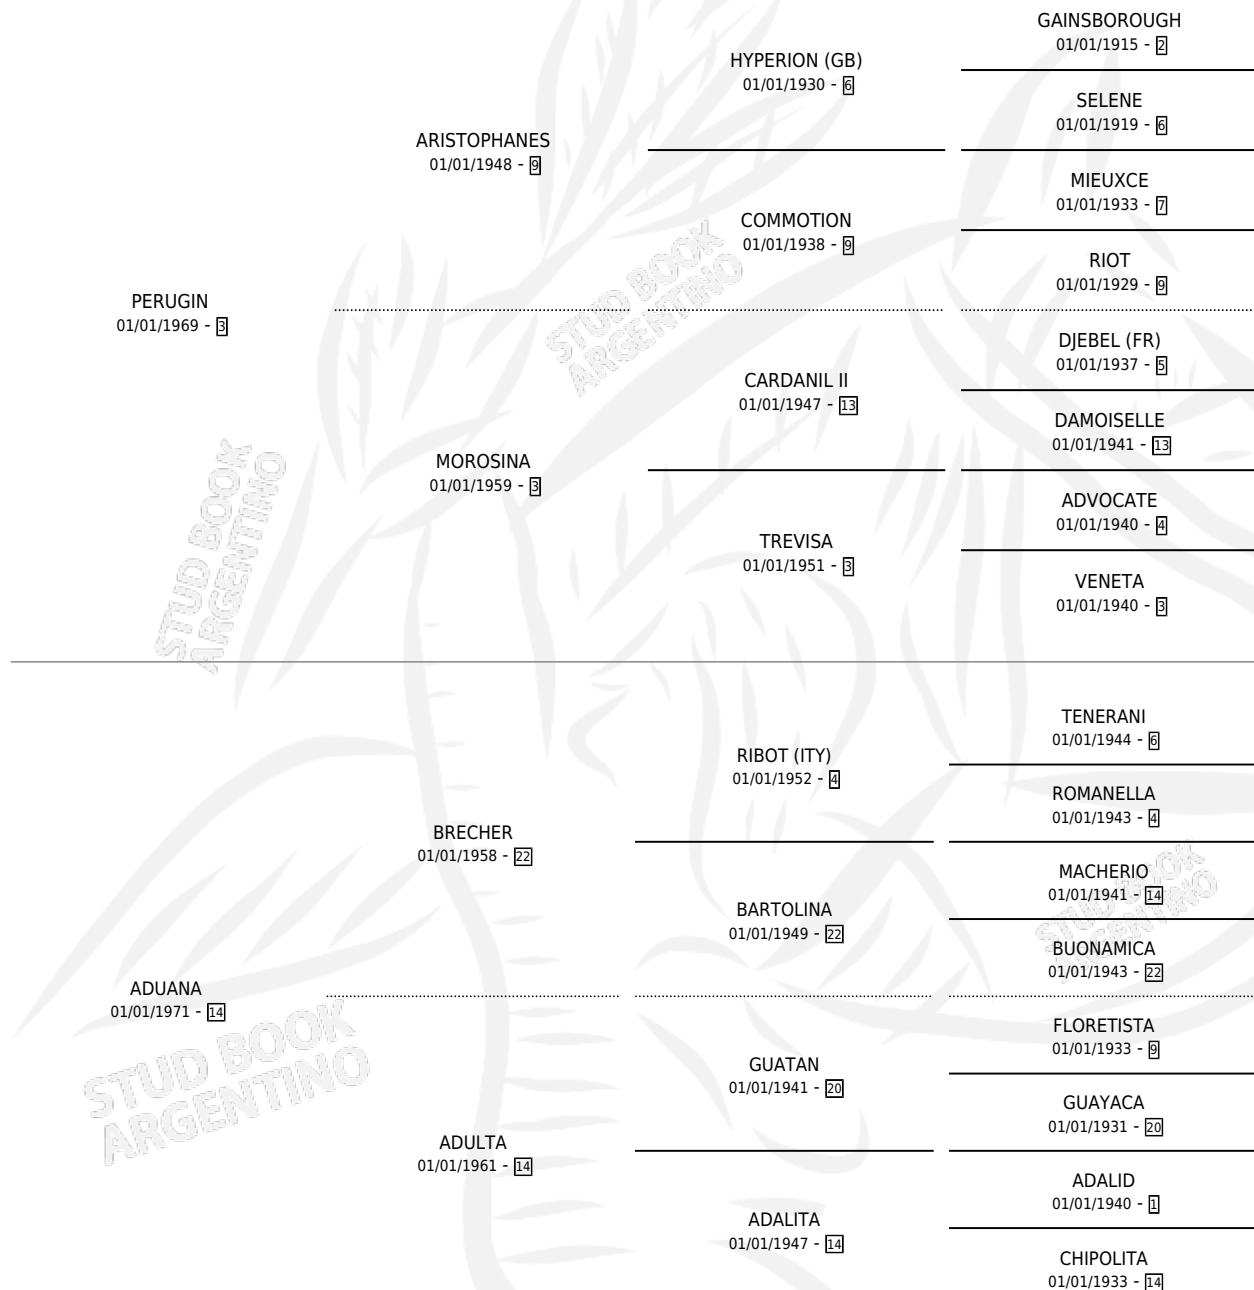 GAINSBOROUGH
01/01/1915 - 2
HYPERION (GB)
01/01/1930 - 6
SELENE
01/01/1919 - 6
ARISTOPHANES
01/01/1948 - 9
MIEUXCE
01/01/1933 - 7
COMMOTION
01/01/1938 - 9
RIOT
01/01/1929 - 9
PERUGIN
01/01/1969 - 3
DJEBEL (FR)
01/01/1937 - 5
CARDANIL II
01/01/1947 - 13
DAMOISELLE
01/01/1941 - 13
MOROSINA
01/01/1959 - 3
ADVOCATE
01/01/1940 - 4
TREVISA
01/01/1951 - 3
VENETA
01/01/1940 - 3
STUD BOOK
ARGENTINO
STUD BOOK
ARGENTINO
TENERANI
01/01/1944 - 6
RIBOT (ITY)
01/01/1952 - 4
ROMANELLA
01/01/1943 - 4
BRECHER
01/01/1958 - 22
MACHERIO
01/01/1941 - 14
BARTOLINA
01/01/1949 - 22
BUONAMICA
01/01/1943 - 22
ADUANA
01/01/1971 - 14
FLORETISTA
01/01/1933 - 9
GUATAN
01/01/1941 - 20
GUAYACA
01/01/1931 - 20
ADULTA
01/01/1961 - 14
ADALID
01/01/1940 - 1
ADALITA
01/01/1947 - 14
CHIPOLITA
01/01/1933 - 14
STUD BOOK
ARGENTINO
STUD BOOK
ARGENTINO